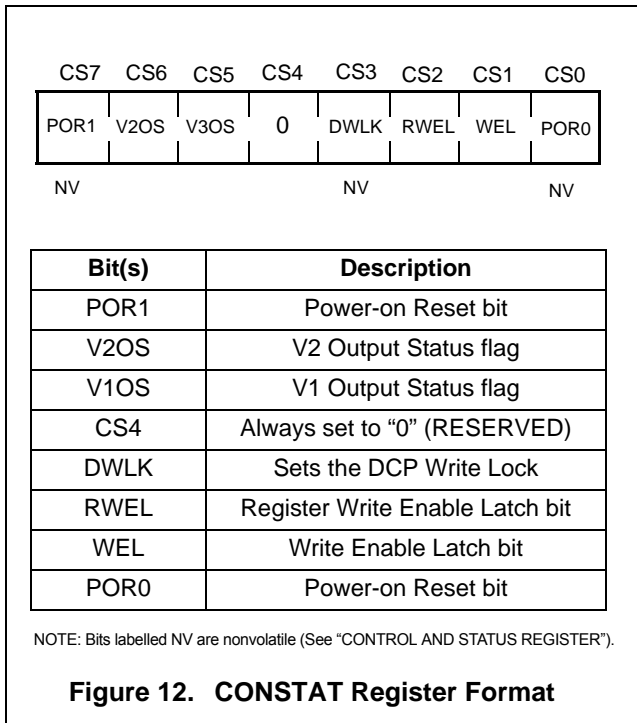 CS7 CS6 CS5 CS4 CS3 CS2 CS1 CS0
POR1 V2OS V3OS 0 DWLK RWEL WEL POR0
NV NV NV
Bit(s) Description
POR1 Power-on Reset bit
V2OS V2 Output Status flag
V1OS V1 Output Status flag
CS4 Always set to “0” (RESERVED)
DWLK Sets the DCP Write Lock
RWEL Register Write Enable Latch bit
WEL Write Enable Latch bit
POR0 Power-on Reset bit
NOTE: Bits labelled NV are nonvolatile (See “CONTROL AND STATUS REGISTER”).
Figure 12. CONSTAT Register Format